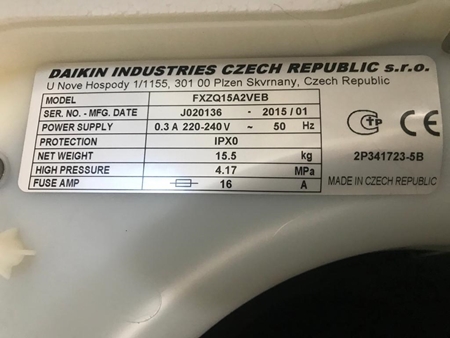 DAIKIN INDUSTRIES CZECH REPUBLIC s.r.o.
U Nove Hospody 1/1155, 301 00 Plzen Skvrnany, Czech Republic
MODEL FXZQ15A2VEB
SER. NO. - MFG. DATE J020136 - 2015 / 01
POWER SUPPLY 0.3 A 220-240 V ~ 50 Hz
PROTECTION IPX0
NET WEIGHT 15.5 kg
HIGH PRESSURE 4.17 MPa
FUSE AMP 16 A
CE
2P341723-5B
MADE IN CZECH REPUBLIC